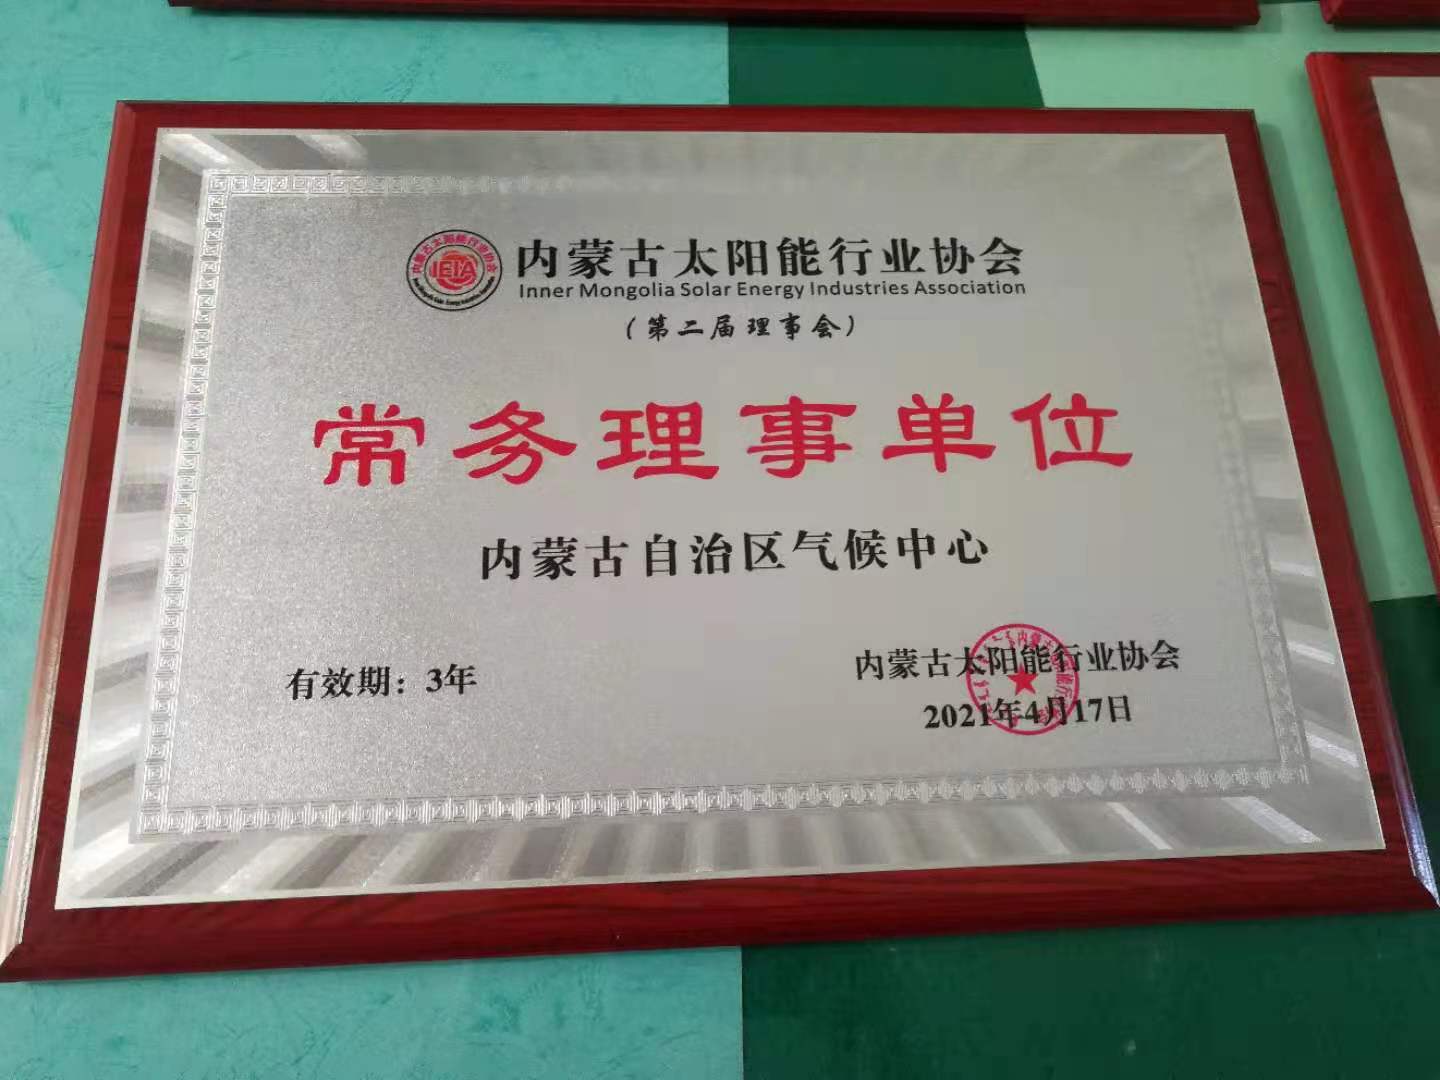 内蒙古太阳能行业协会
Inner Mongolia Solar Energy Industries Association
（第二届理事会）
常务理事单位
内蒙古自治区气候中心
有效期：3年
内蒙古太阳能行业协会
2021年4月17日